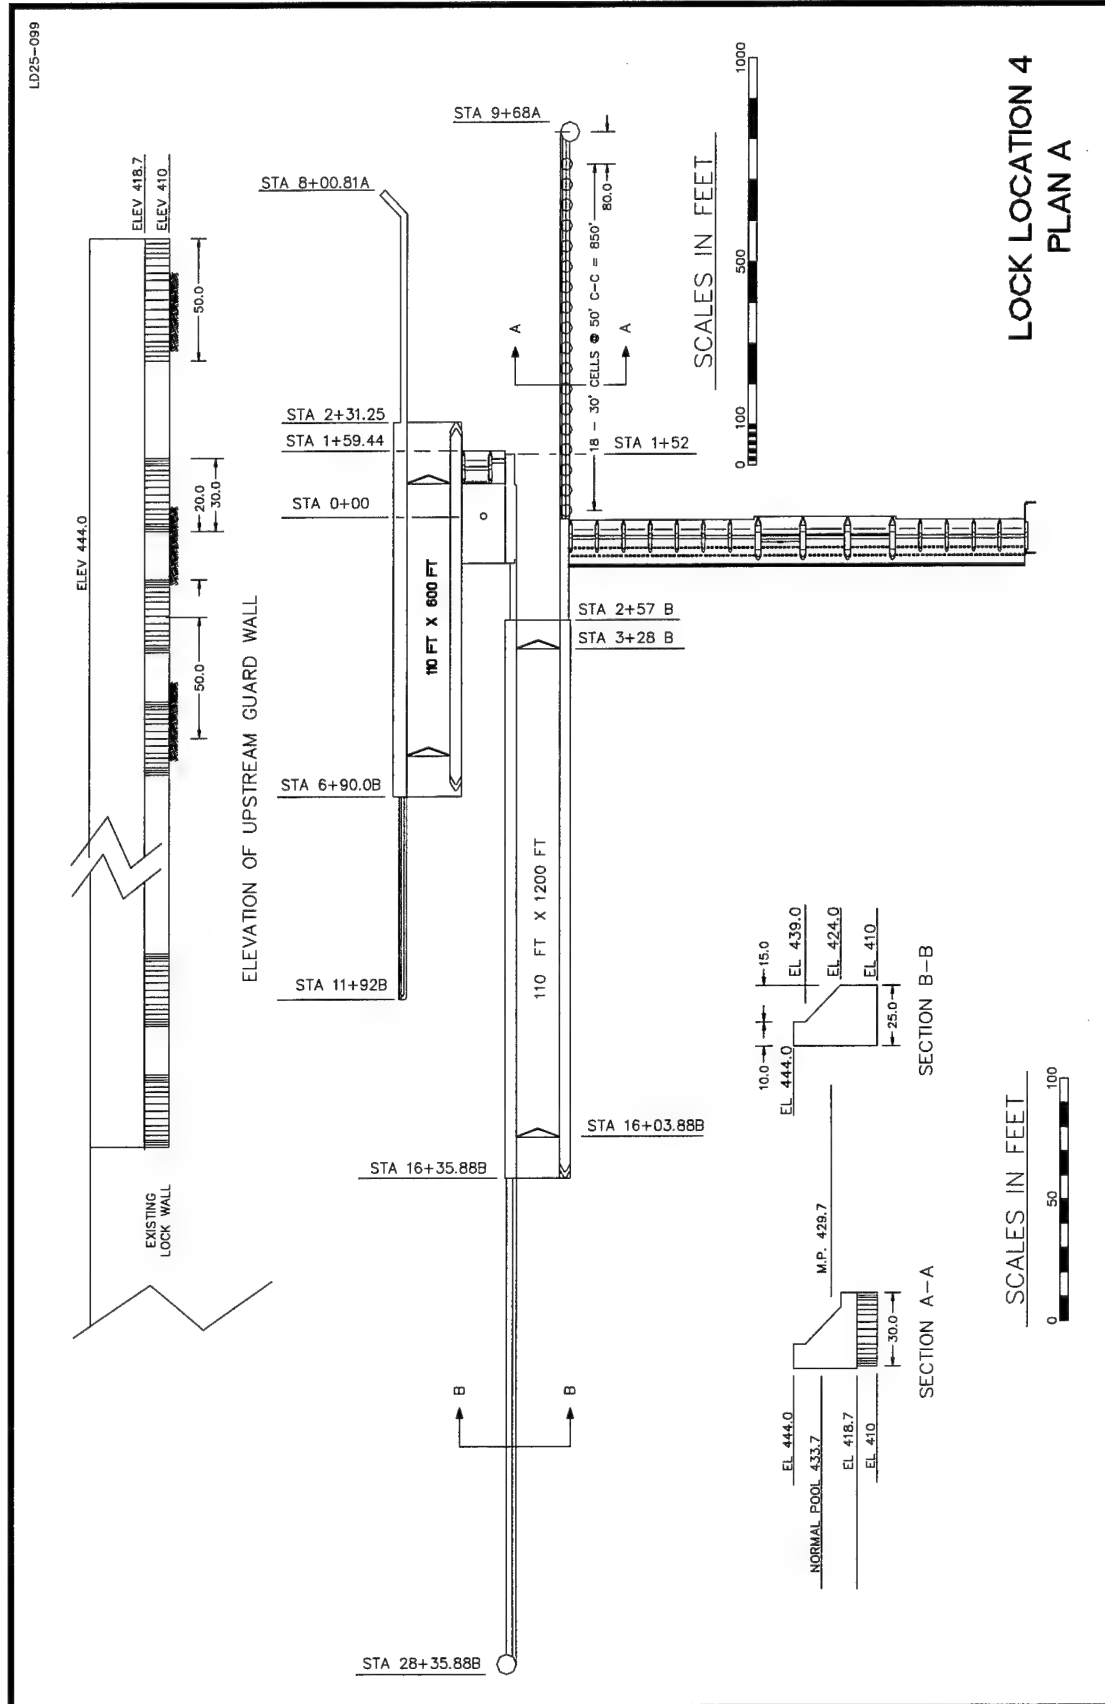 LD25-099
ELEV 418.7
ELEV 410
ELEV 444.0
50.0
20.0
30.0
50.0
EXISTING
LOCK WALL
ELEVATION OF UPSTREAM GUARD WALL
STA 8+00.81A
STA 9+68A
STA 2+31.25
STA 1+59.44
STA 0+00
STA 6+90.0B
STA 11+92B
110 FT X 600 FT
80.0
18 - 30' CELLS @ 50' C-C = 850'
A
A
STA 1+52
STA 2+57 B
STA 3+28 B
110 FT X 1200 FT
STA 16+03.88B
STA 16+35.88B
B
B
STA 28+35.88B
SCALES IN FEET
0
100
500
1000
LOCK LOCATION 4
PLAN A
15.0
10.0
EL 439.0
EL 424.0
EL 410
EL 444.0
25.0
SECTION B-B
M.P. 429.7
EL 444.0
NORMAL POOL 433.7
EL 418.7
EL 410
30.0
SECTION A-A
SCALES IN FEET
0
50
100